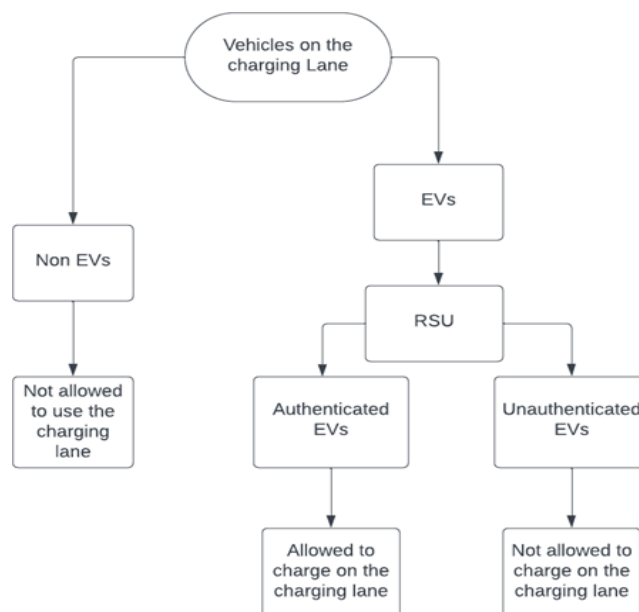 Vehicles on the
charging Lane
EVs
Non EVs
RSU
Not allowed
to use the
charging
lane
Authenticated
EVs
Unauthenticated
EVs
Allowed to
charge on the
charging lane
Not allowed to
charge on the
charging lane